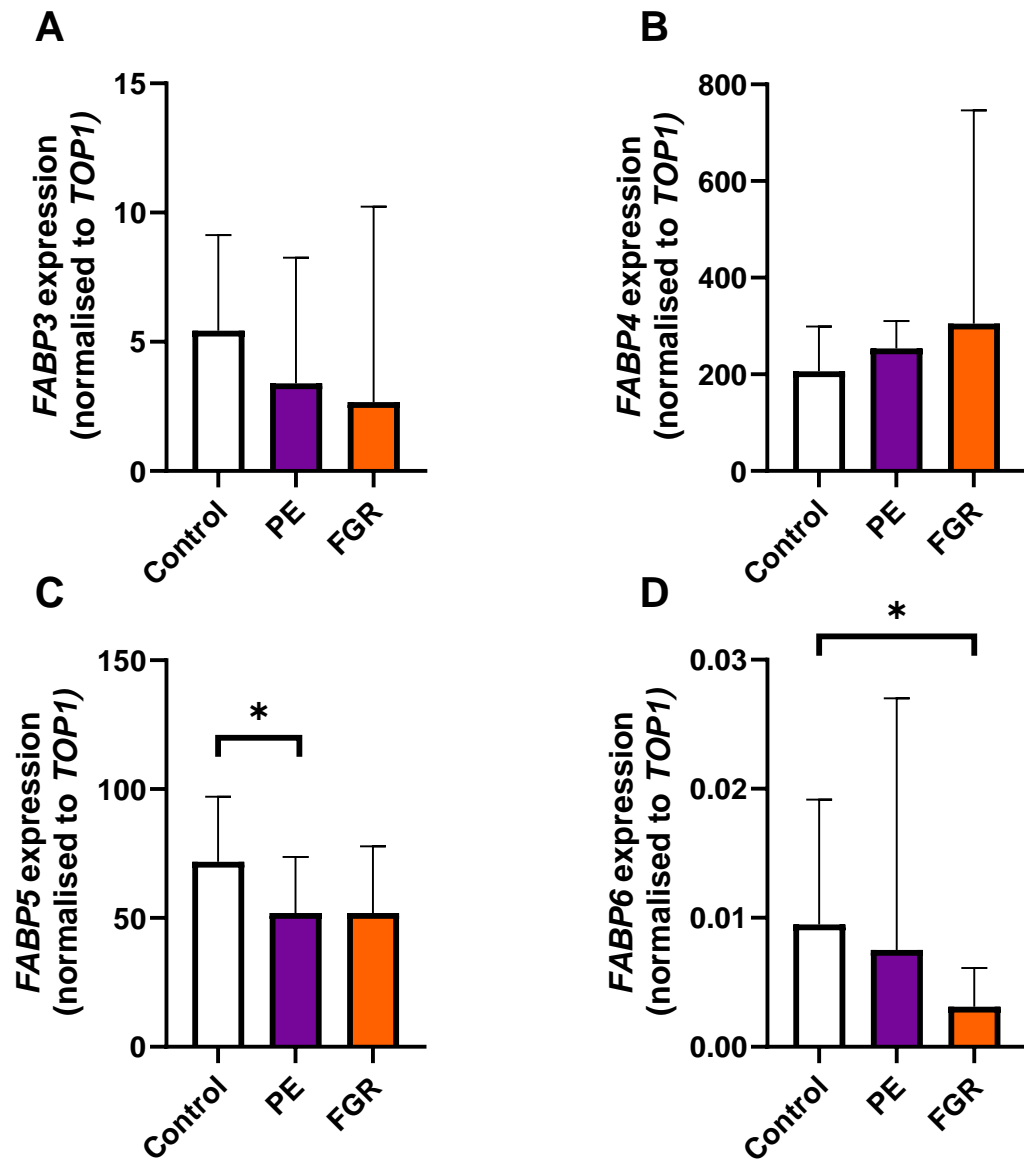 A
FABP3 expression
(normalised to TOP1)
15
10
5
0
Control
PE
FGR
B
FABP4 expression
(normalised to TOP1)
800
600
400
200
0
Control
PE
FGR
C
FABP5 expression
(normalised to TOP1)
150
100
50
0
*
Control
PE
FGR
D
FABP6 expression
(normalised to TOP1)
0.03
0.02
0.01
0.00
*
Control
PE
FGR